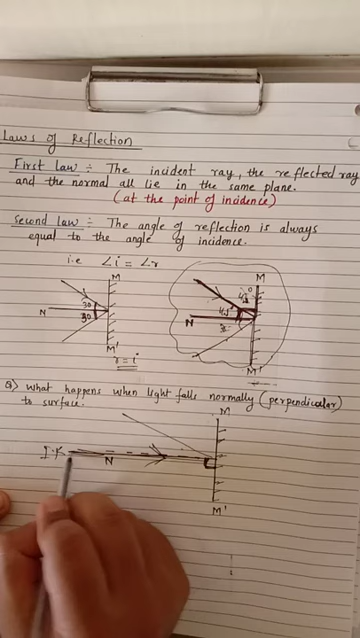 Laws of Reflection
First Law :- The incident ray, the reflected ray
and the normal all lie in the same plane.
(at the point of incidence)
Second law :- The angle of reflection is always
equal to the angle of incidence.
i.e ∠i = ∠r
M
N
30
30
M'
r = i
M
45°
45°
N
M'
Q) What happens when light falls normally (perpendicular)
to surface.
M
N
M'